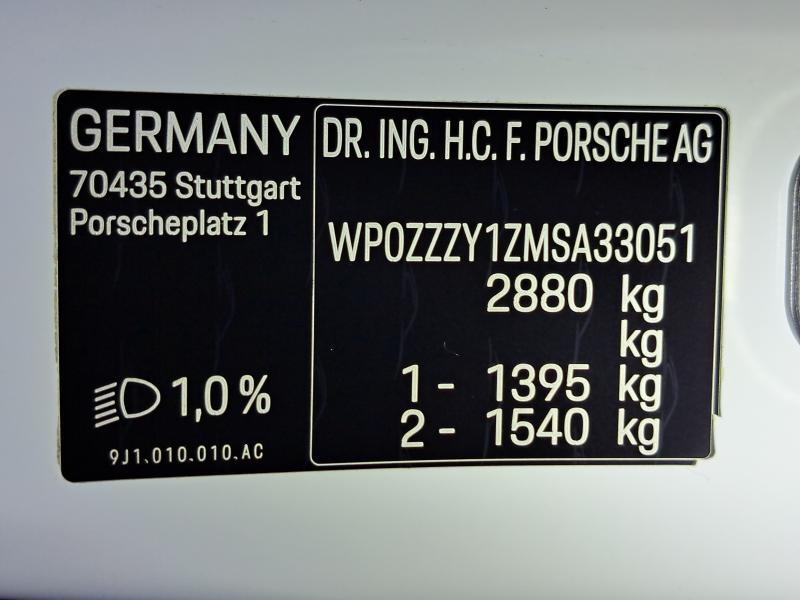 GERMANY
70435 Stuttgart
Porscheplatz 1
1,0 %
9J1.010.010.AC
DR. ING. H.C. F. PORSCHE AG
WP0ZZZY1ZMSA33051
2880 kg
kg
1 - 1395 kg
2 - 1540 kg